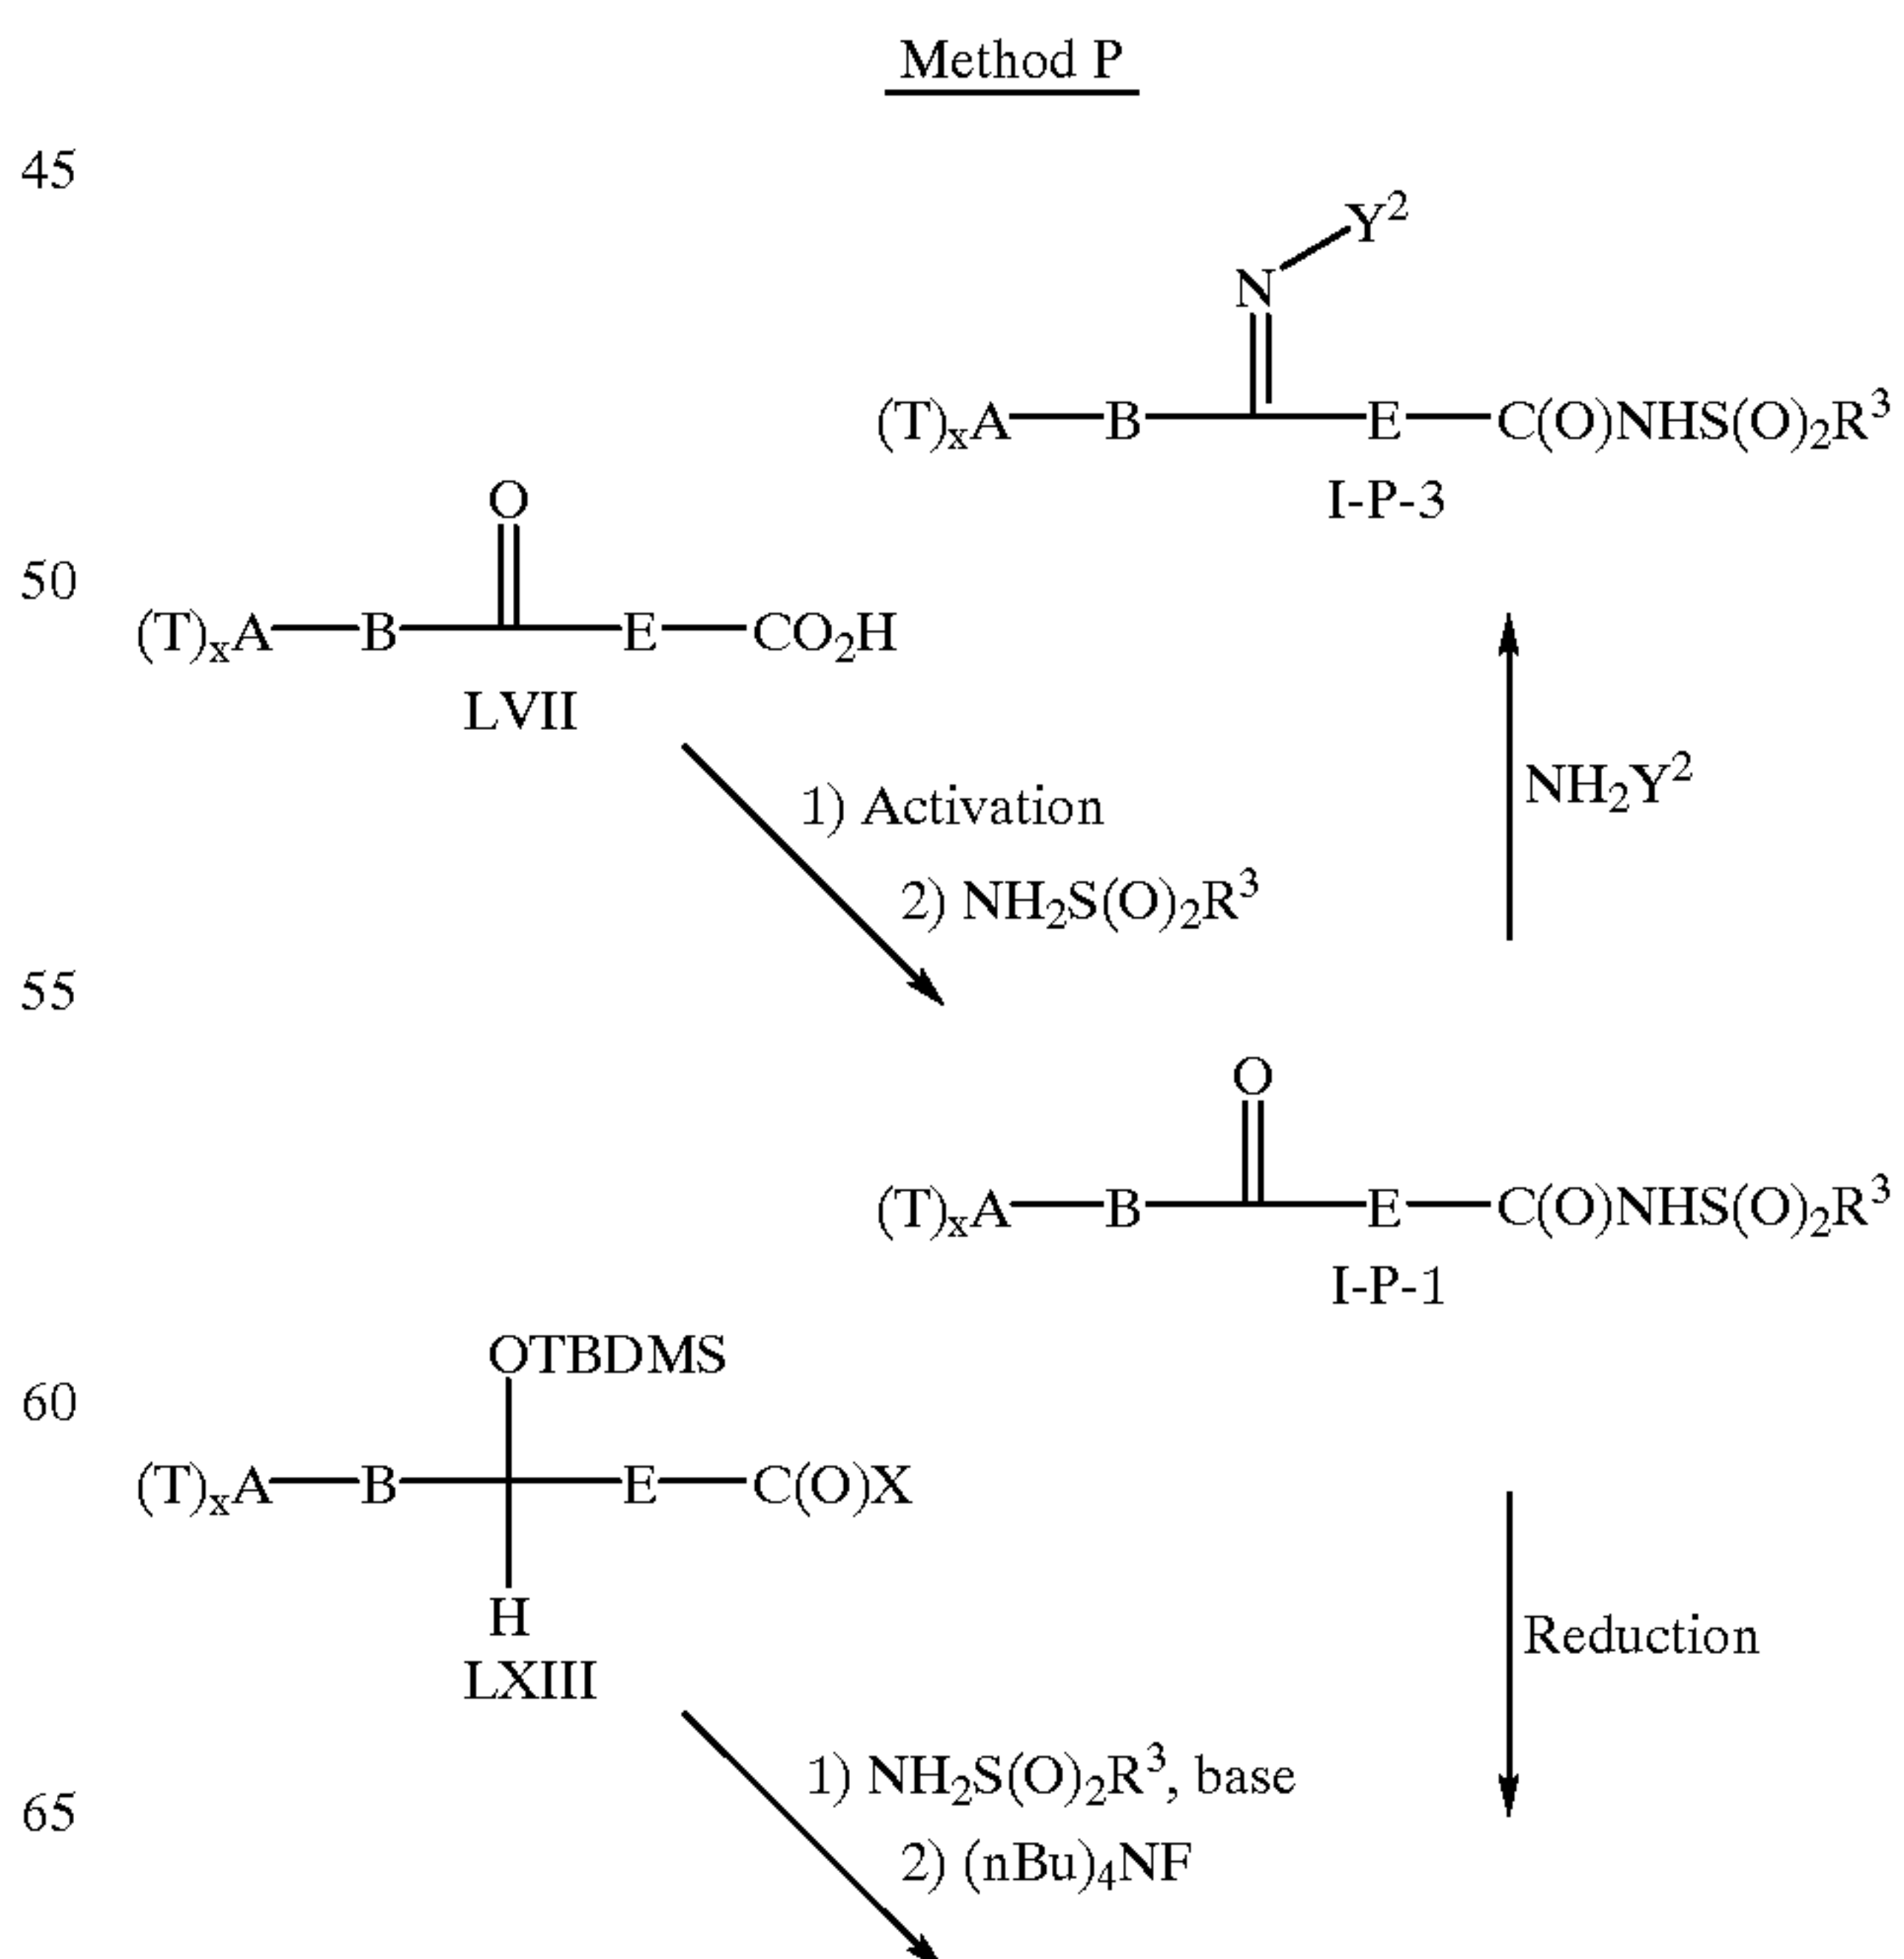 Method P
45
Y²
N
(T)ₓA—B—E—C(O)NHS(O)₂R³
I-P-3
O
50
(T)ₓA—B—E—CO₂H
LVII
NH₂Y²
1) Activation
2) NH₂S(O)₂R³
55
O
(T)ₓA—B—E—C(O)NHS(O)₂R³
I-P-1
OTBDMS
60
(T)ₓA—B—E—C(O)X
H
LXIII
Reduction
1) NH₂S(O)₂R³, base
65
2) (nBu)₄NF